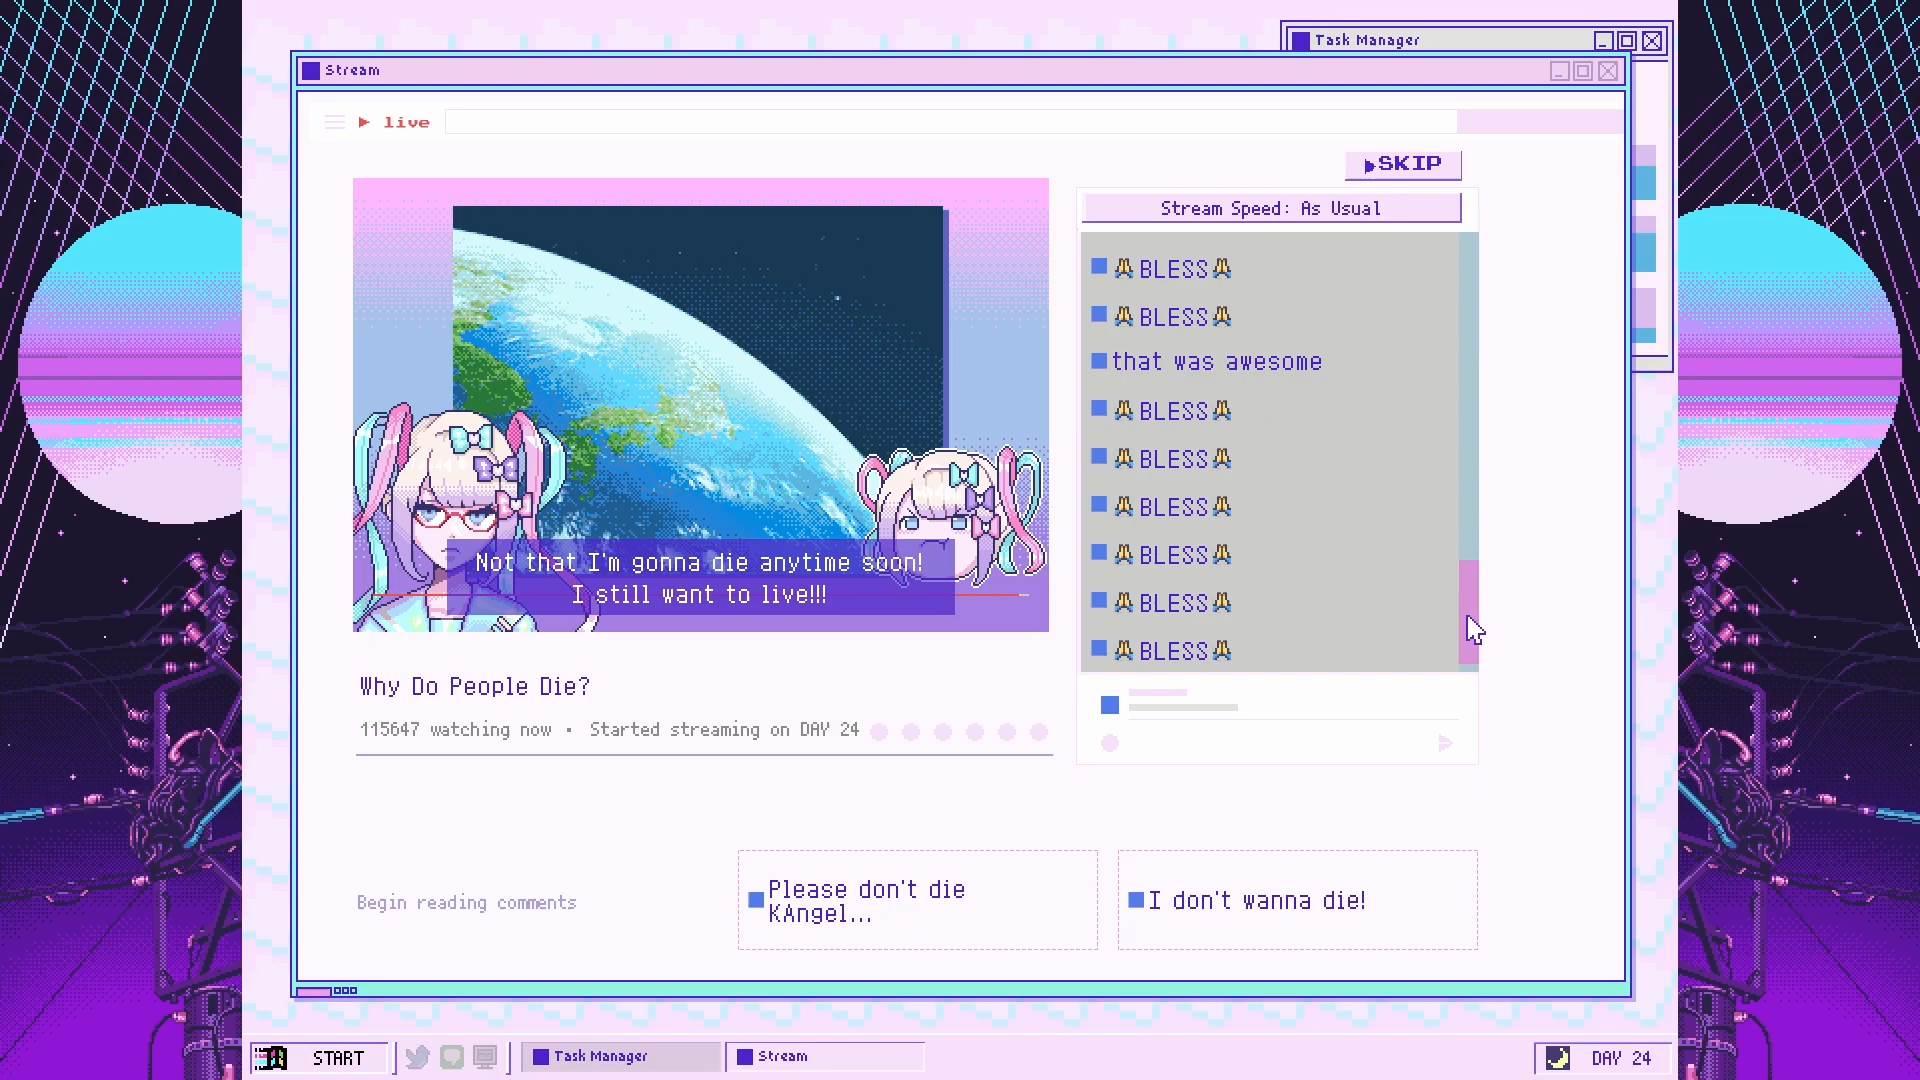 Task Manager
Stream
live
SKIP
Stream Speed: As Usual
🙏BLESS🙏
🙏BLESS🙏
that was awesome
🙏BLESS🙏
🙏BLESS🙏
🙏BLESS🙏
🙏BLESS🙏
🙏BLESS🙏
🙏BLESS🙏
Not that I'm gonna die anytime soon!
I still want to live!!!
Why Do People Die?
115647 watching now • Started streaming on DAY 24
Begin reading comments
Please don't die
KAngel...
I don't wanna die!
START
Task Manager
Stream
DAY 24